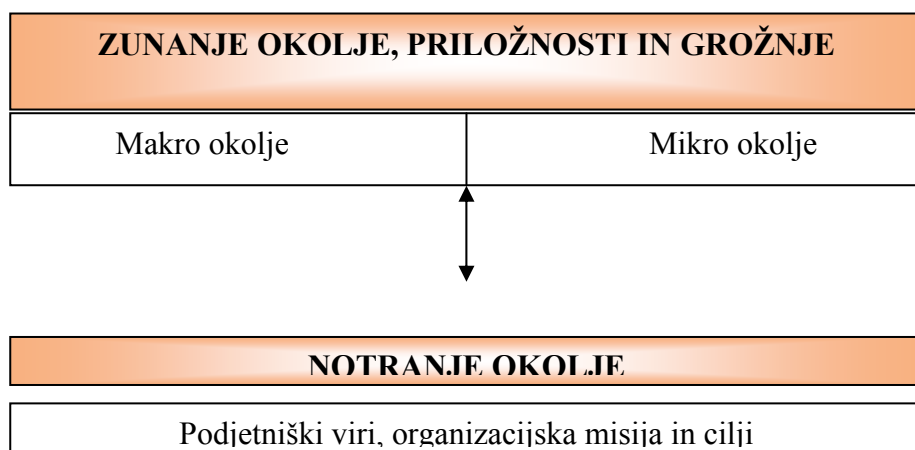 ZUNANJE OKOLJE, PRILOŽNOSTI IN GROŽNJE
Makro okolje Mikro okolje
NOTRANJE OKOLJE
Podjetniški viri, organizacijska misija in cilji